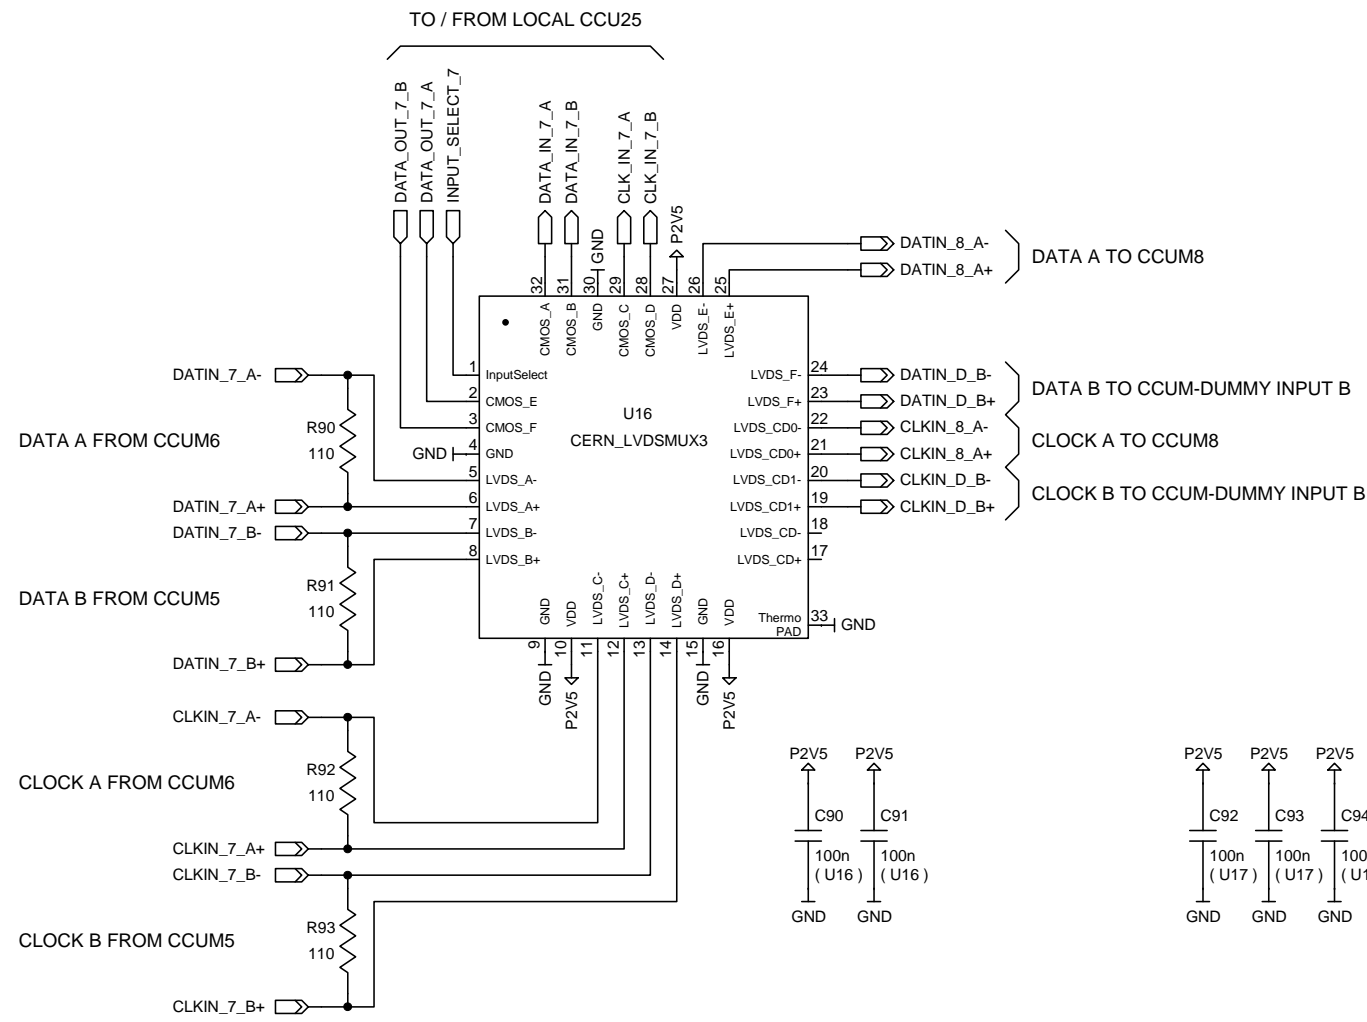 TO / FROM LOCAL CCU25
DATA_OUT_7_B
DATA_OUT_7_A
INPUT_SELECT_7
DATA_IN_7_A
DATA_IN_7_B
GND
CLK_IN_7_A
CLK_IN_7_B
P2V5
32
31
30
29
28
27
26
25
CMOS_A
CMOS_B
GND
CMOS_C
CMOS_D
VDD
LVDS_E-
LVDS_E+
DATIN_8_A-
DATIN_8_A+
DATA A TO CCUM8
DATIN_7_A-
R90
110
DATA A FROM CCUM6
DATIN_7_A+
DATIN_7_B-
R91
110
DATA B FROM CCUM5
DATIN_7_B+
1 InputSelect
2 CMOS_E
3 CMOS_F
GND 4 GND
5 LVDS_A-
6 LVDS_A+
7 LVDS_B-
8 LVDS_B+
U16
CERN_LVDSMUX3
LVDS_F- 24 DATIN_D_B-
LVDS_F+ 23 DATIN_D_B+
DATA B TO CCUM-DUMMY INPUT B
LVDS_CD0- 22 CLKIN_8_A-
LVDS_CD0+ 21 CLKIN_8_A+
CLOCK A TO CCUM8
LVDS_CD1- 20 CLKIN_D_B-
LVDS_CD1+ 19 CLKIN_D_B+
CLOCK B TO CCUM-DUMMY INPUT B
LVDS_CD- 18
LVDS_CD+ 17
Thermo
PAD
33 GND
GND
VDD
LVDS_C-
LVDS_C+
LVDS_D-
LVDS_D+
GND
VDD
9
10
11
12
13
14
15
16
GND
P2V5
GND
P2V5
CLKIN_7_A-
R92
110
CLOCK A FROM CCUM6
CLKIN_7_A+
CLKIN_7_B-
R93
110
CLOCK B FROM CCUM5
CLKIN_7_B+
P2V5
C90
100n
( U16 )
GND
P2V5
C91
100n
( U16 )
GND
P2V5
C92
100n
( U17 )
GND
P2V5
C93
100n
( U17 )
GND
P2V5
C94
GND